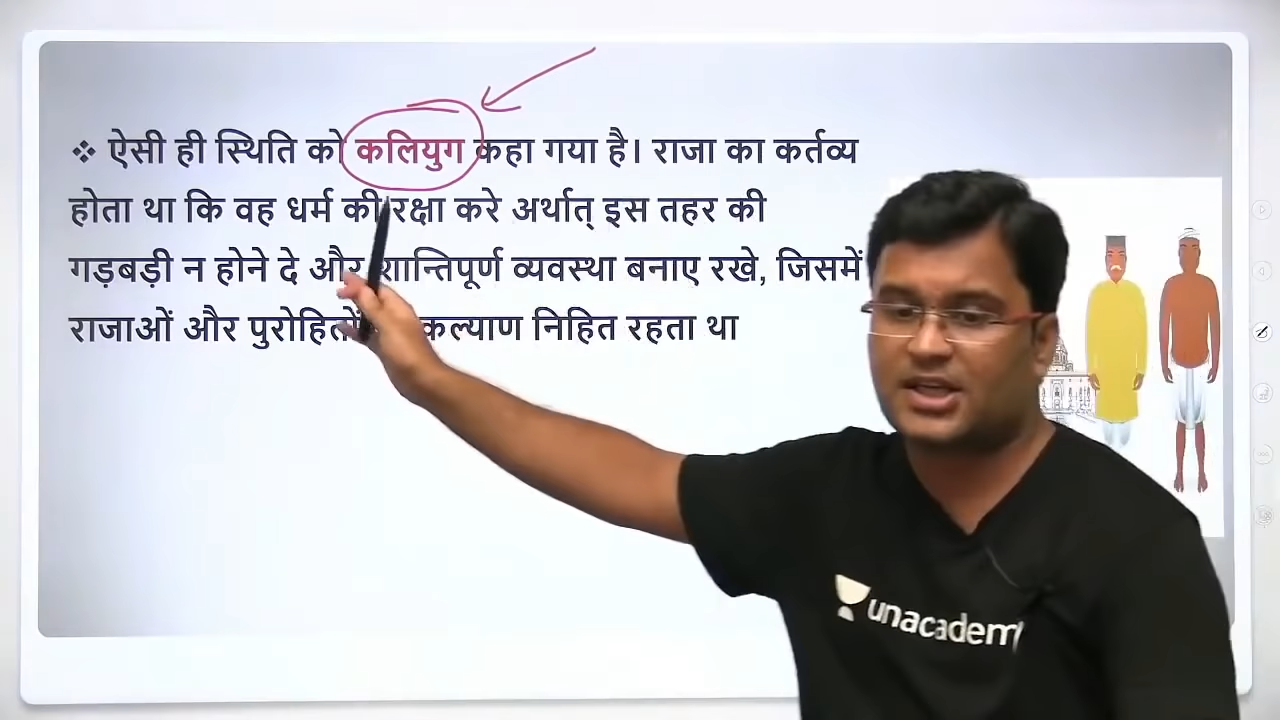 ❖ ऐसी ही स्थिति को कलियुग कहा गया है। राजा का कर्तव्य
होता था कि वह धर्म की रक्षा करे अर्थात् इस तहर की
गड़बड़ी न होने दे और शान्तिपूर्ण व्यवस्था बनाए रखे, जिसमें
राजाओं और पुरोहितों कल्याण निहित रहता था
unacadem